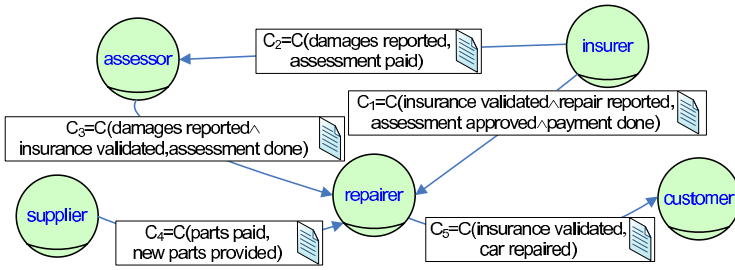 C₂=C(damages reported,
assessment paid)
assessor
insurer
C₁=C(insurance validated∧repair reported,
assessment approved∧payment done)
C₃=C(damages reported∧
insurance validated,assessment done)
repairer
customer
supplier
C₄=C(parts paid,
new parts provided)
C₅=C(insurance validated,
car repaired)